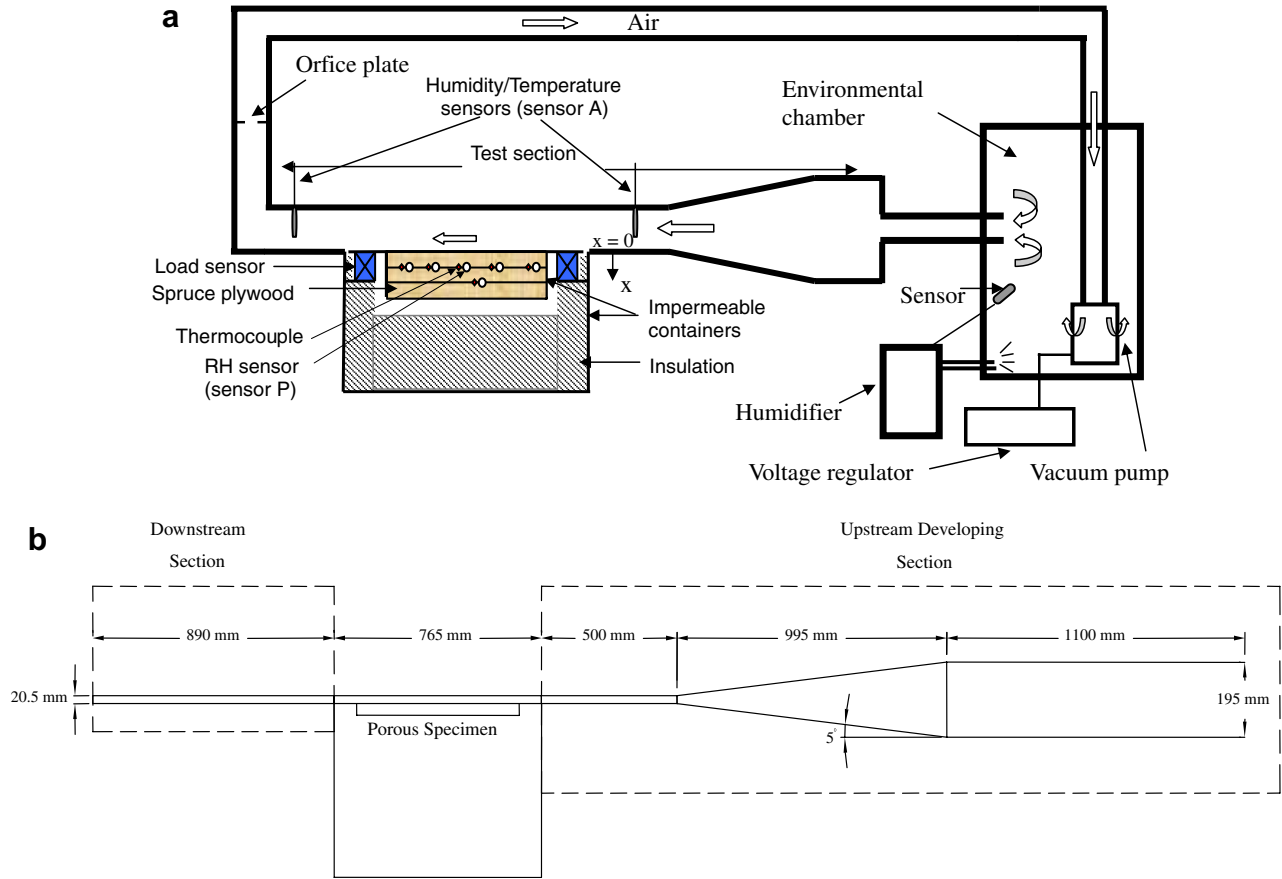 a
Air
Orfice plate
Humidity/Temperature
sensors (sensor A)
Environmental
chamber
Test section
x = 0
x
Load sensor
Spruce plywood
Sensor
Thermocouple
Impermeable
containers
RH sensor
(sensor P)
Insulation
Humidifier
Voltage regulator
Vacuum pump
b
Downstream
Section
Upstream Developing
Section
890 mm
765 mm
500 mm
995 mm
1100 mm
20.5 mm
195 mm
Porous Specimen
5°